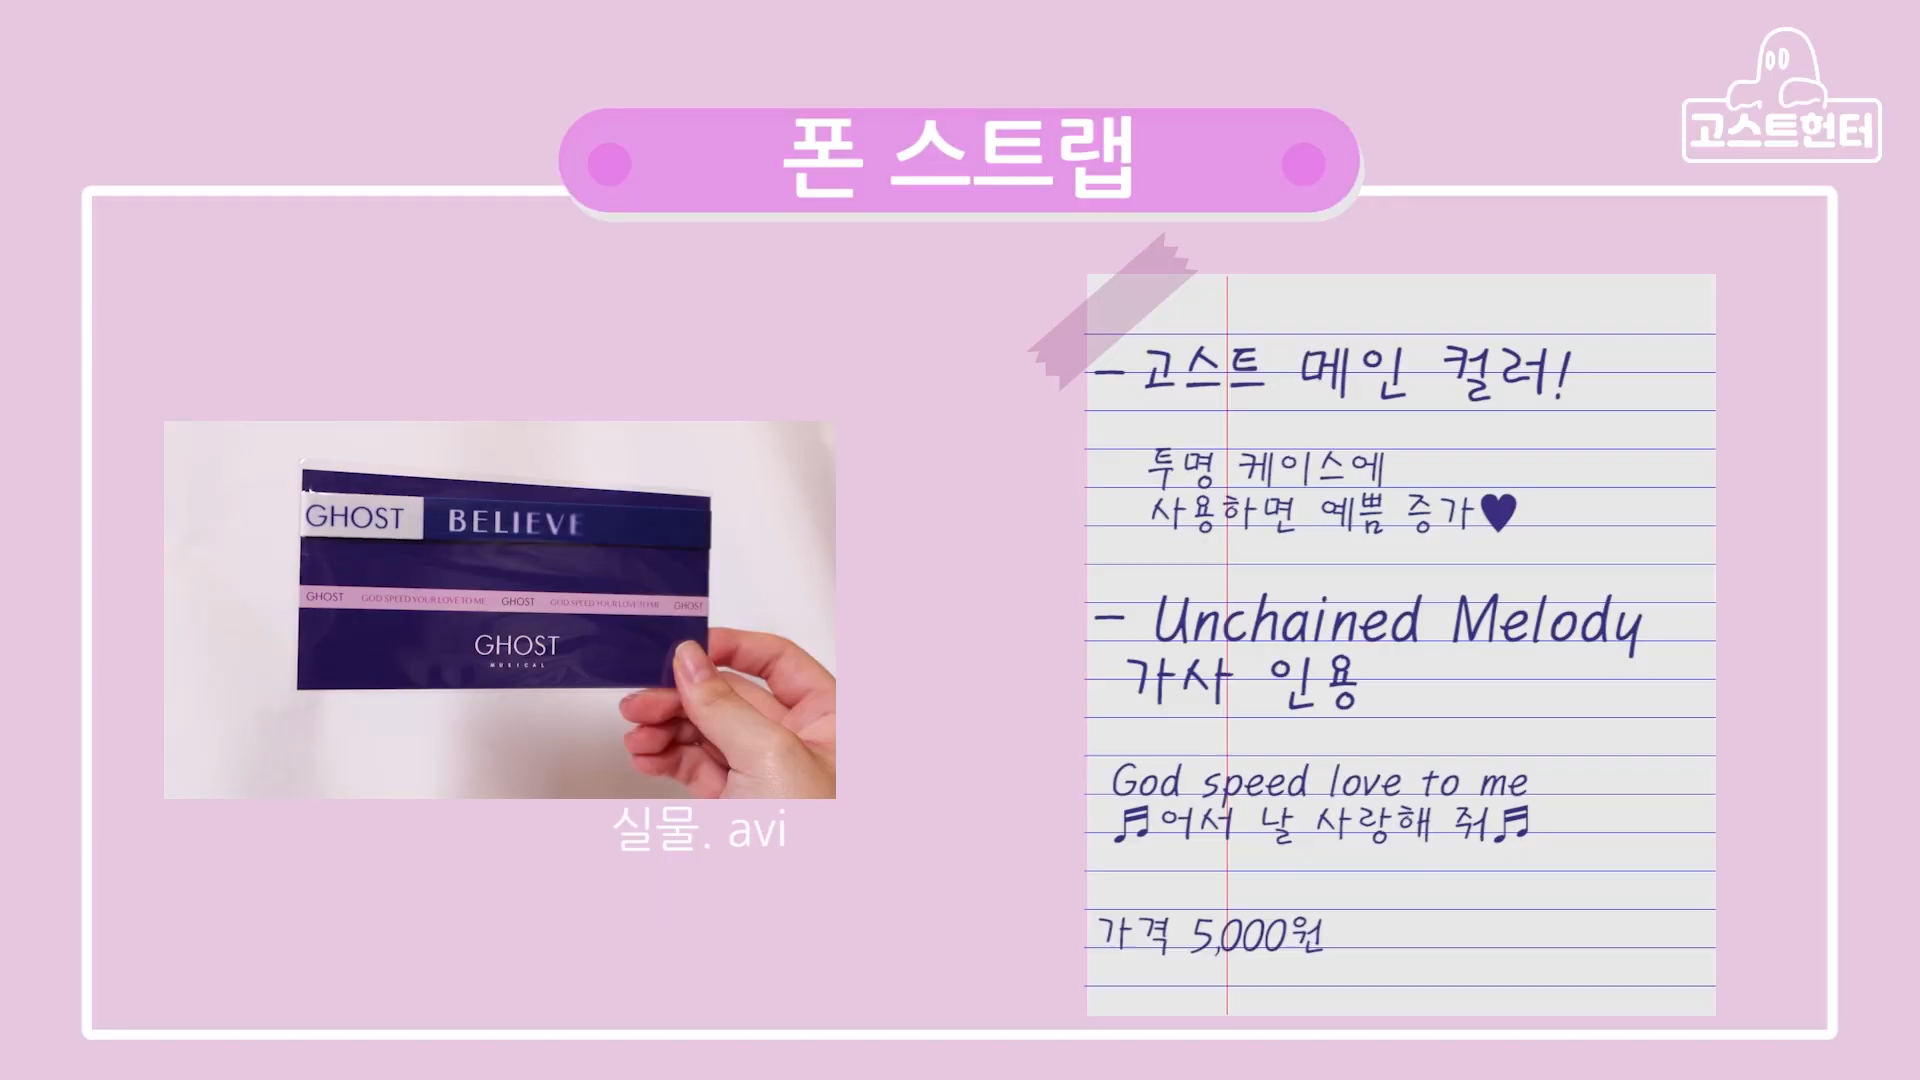 고스트헌터
폰 스트랩
GHOST BELIEVE
GHOST GOD SPEED YOUR LOVE TO ME GHOST GOD SPEED YOUR LOVE TO ME GHOST
GHOST
MUSICAL
실물. avi
- 고스트 메인 컬러!
투명 케이스에
사용하면 예쁨 증가♥
- Unchained Melody
가사 인용
God speed love to me
♬어서 날 사랑해 줘♬
가격 5,000원